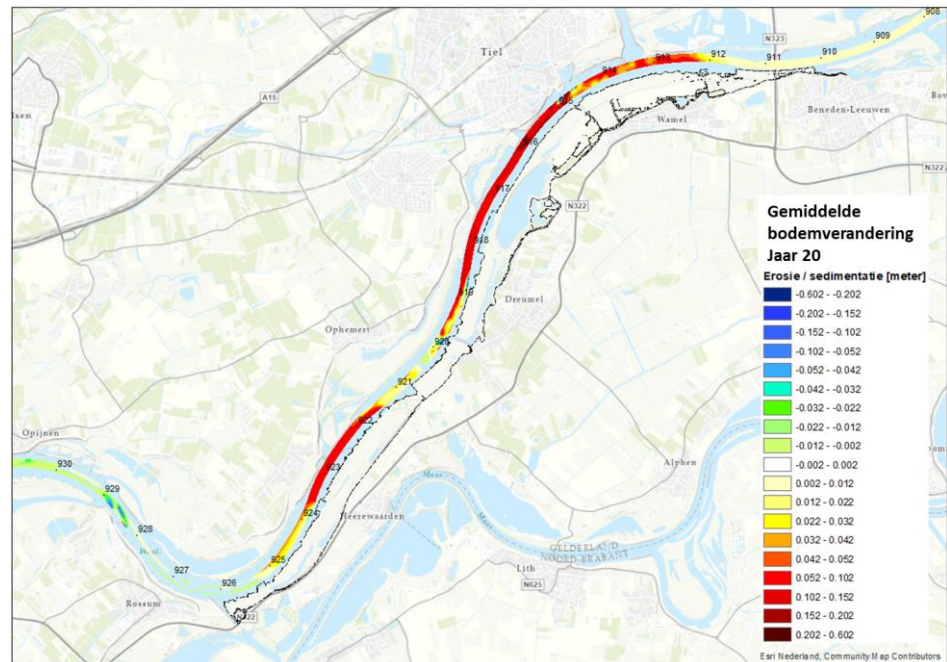 908
909
910
N323
911
912
913
914
Tiel
A15
Beneden-Leeuwen
Wamel
N322
916
917
N322
918
Dreumel
Ophemert
920
921
922
923
924
Heerewaarden
925
Opijnen
930
929
928
927
926
Rossum
N322
Waal
Maas
Maas
Alphen
Lith
N625
GELDERLAND
NOORD-BRABANT
Gemiddelde
bodemverandering
Jaar 20
Erosie / sedimentatie [meter]
-0.602 - -0.202
-0.202 - -0.152
-0.152 - -0.102
-0.102 - -0.052
-0.052 - -0.042
-0.042 - -0.032
-0.032 - -0.022
-0.022 - -0.012
-0.012 - -0.002
-0.002 - 0.002
0.002 - 0.012
0.012 - 0.022
0.022 - 0.032
0.032 - 0.042
0.042 - 0.052
0.052 - 0.102
0.102 - 0.152
0.152 - 0.202
0.202 - 0.602
Esri Nederland, Community Map Contributors